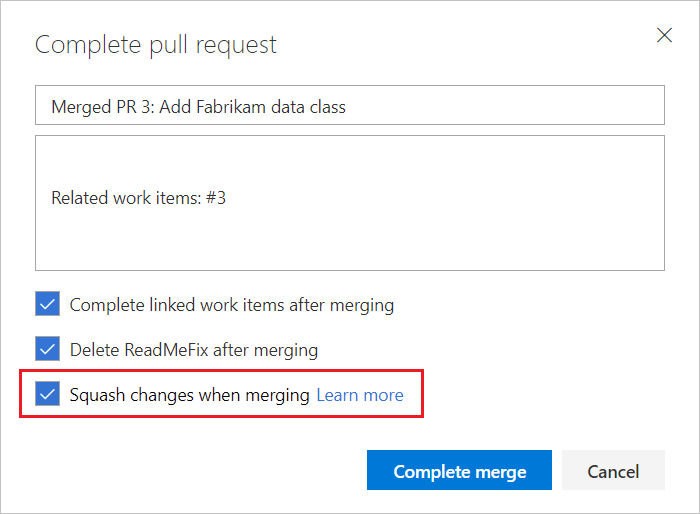 Complete pull request
Merged PR 3: Add Fabrikam data class
Related work items: #3
Complete linked work items after merging
Delete ReadMeFix after merging
Squash changes when merging Learn more
Complete merge Cancel